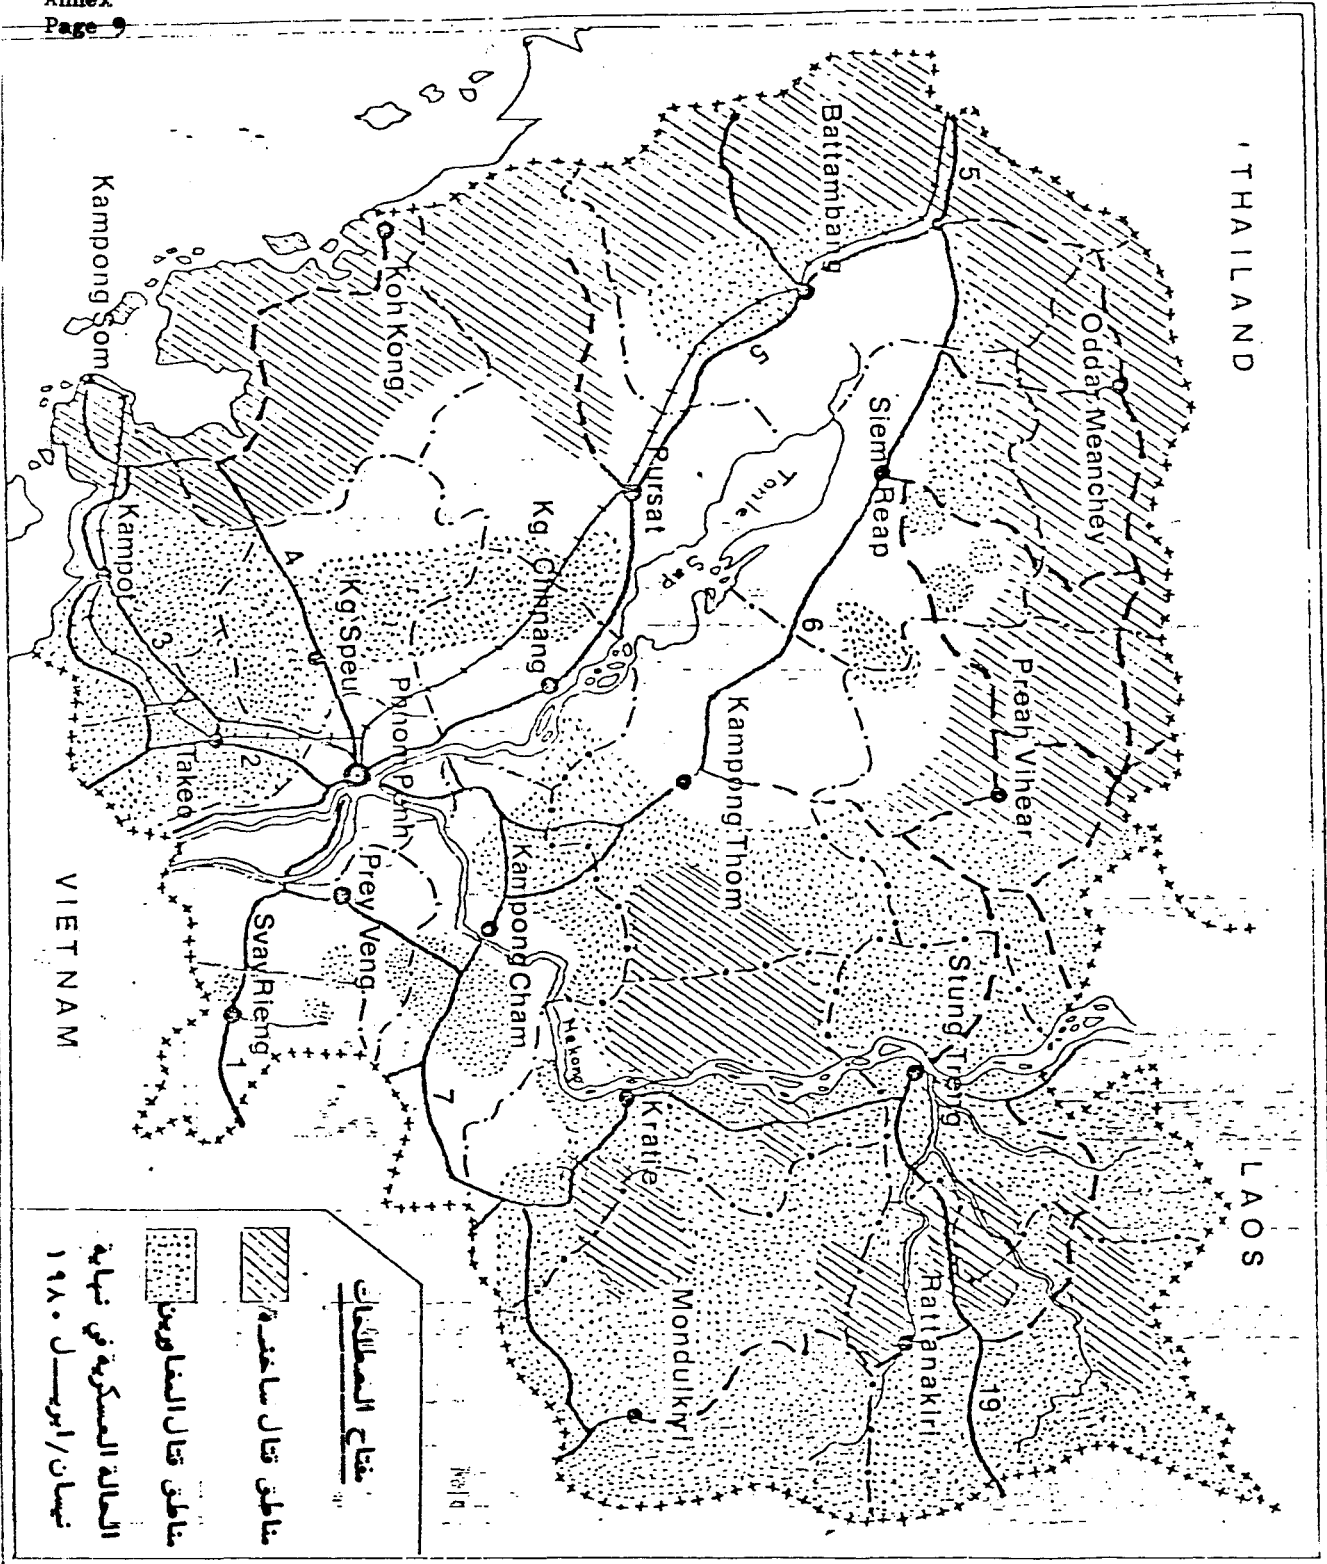 Annex
Page 9
THAILAND
LAOS
VIETNAM
Battambang
5
Oddar Meanchey
Siem Reap
5
Pursat
Tonle Sap
6
Preah Vihear
Kampong Thom
Koh Kong
Kampong Som
Kampot
4
Kg. Speu
Kg. Chhnang
3
2
Takeo
Phnom Penh
Prey Veng
Svay Rieng
1
Kampong Cham
7
Mekong
Kratie
Stung Treng
Rattanakiri
19
Mondulkiri
مفتاح المصطلحات
مناطق قتال ساخنة
مناطق قتال المغاورين
الحالة العسكرية في نهاية
نيسان/ابريل ١٩٨٠